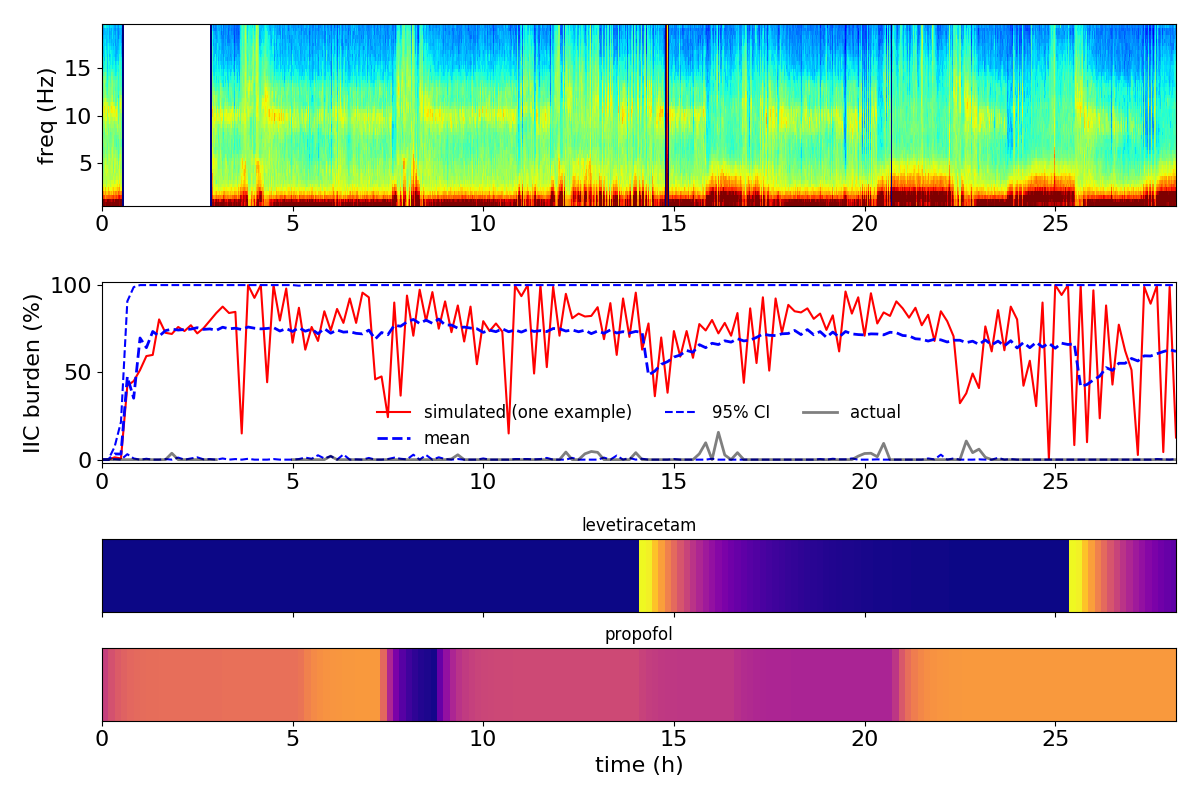 freq (Hz)
15
10
5
0 5 10 15 20 25
IIC burden (%)
100
50
0
simulated (one example) 95% CI actual
mean
0 5 10 15 20 25
levetiracetam
propofol
0 5 10 15 20 25
time (h)